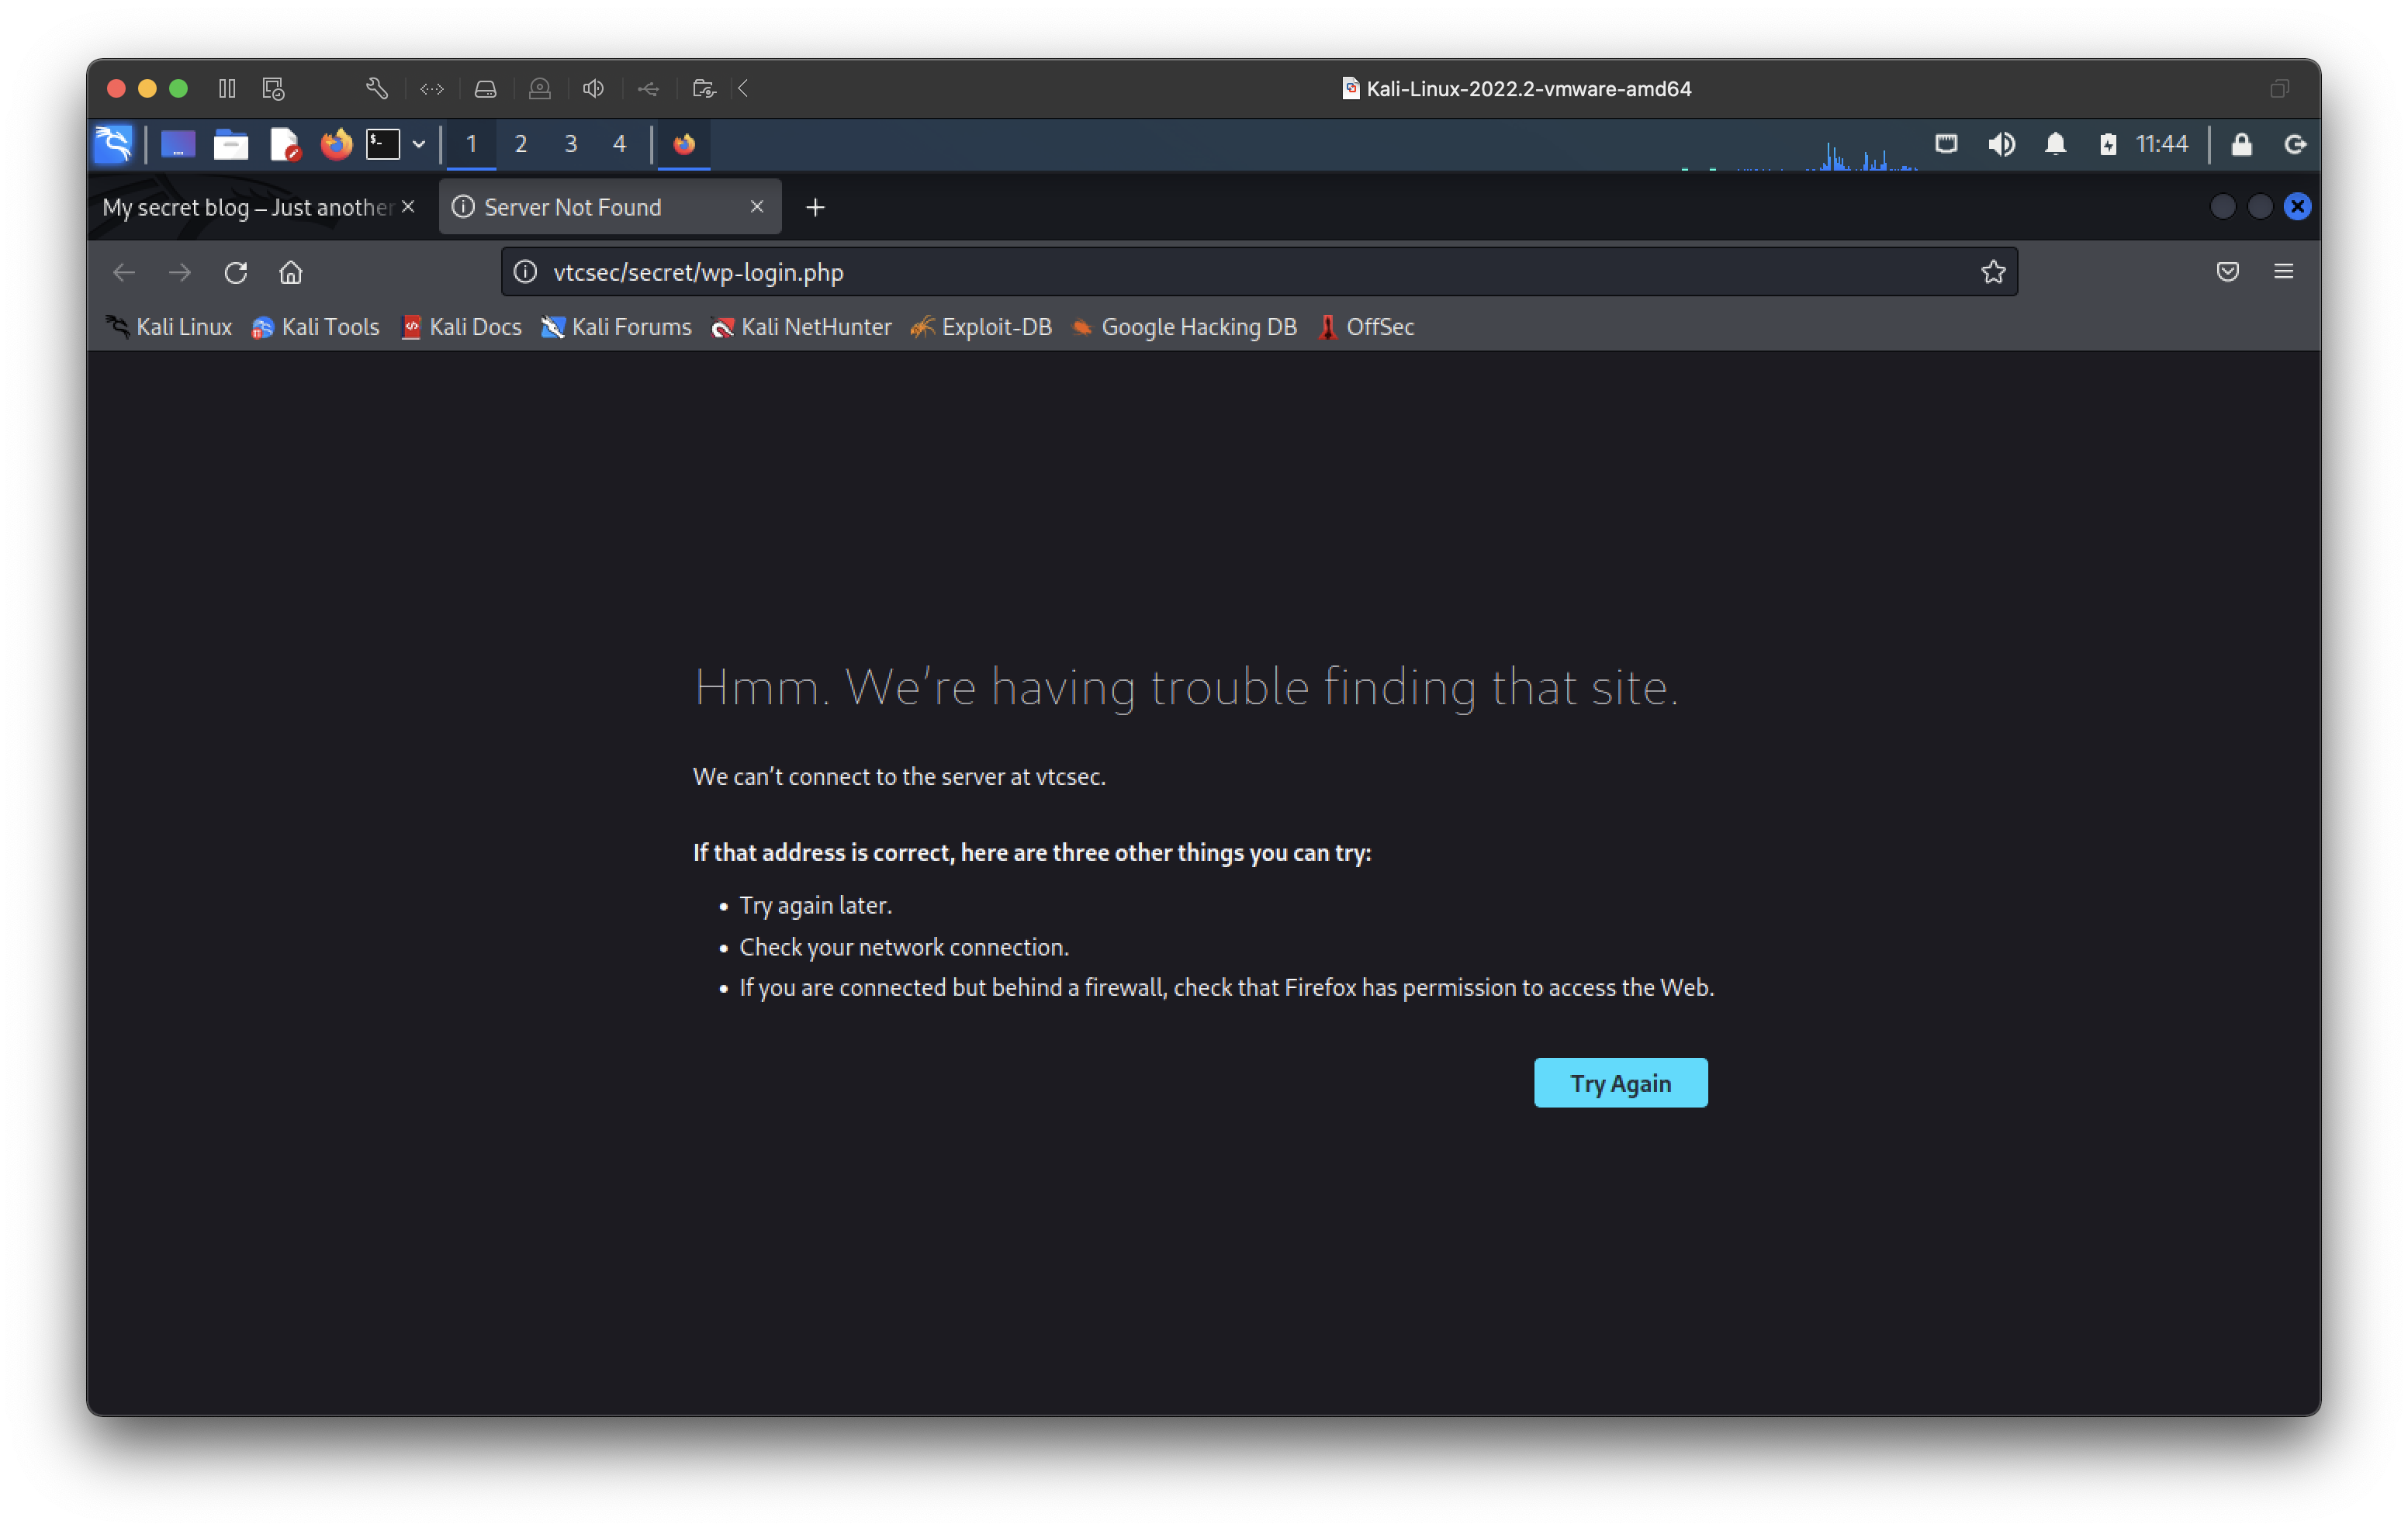 Kali-Linux-2022.2-vmware-amd64
1 2 3 4 11:44
My secret blog – Just another Server Not Found
vtcsec/secret/wp-login.php
Kali Linux Kali Tools Kali Docs Kali Forums Kali NetHunter Exploit-DB Google Hacking DB OffSec
Hmm. We’re having trouble finding that site.
We can’t connect to the server at vtcsec.
If that address is correct, here are three other things you can try:
• Try again later.
• Check your network connection.
• If you are connected but behind a firewall, check that Firefox has permission to access the Web.
Try Again